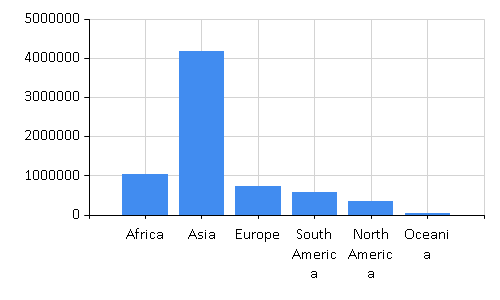 5000000
4000000
3000000
2000000
1000000
0
Africa
Asia
Europe
South
Americ
a
North
Americ
a
Oceani
a